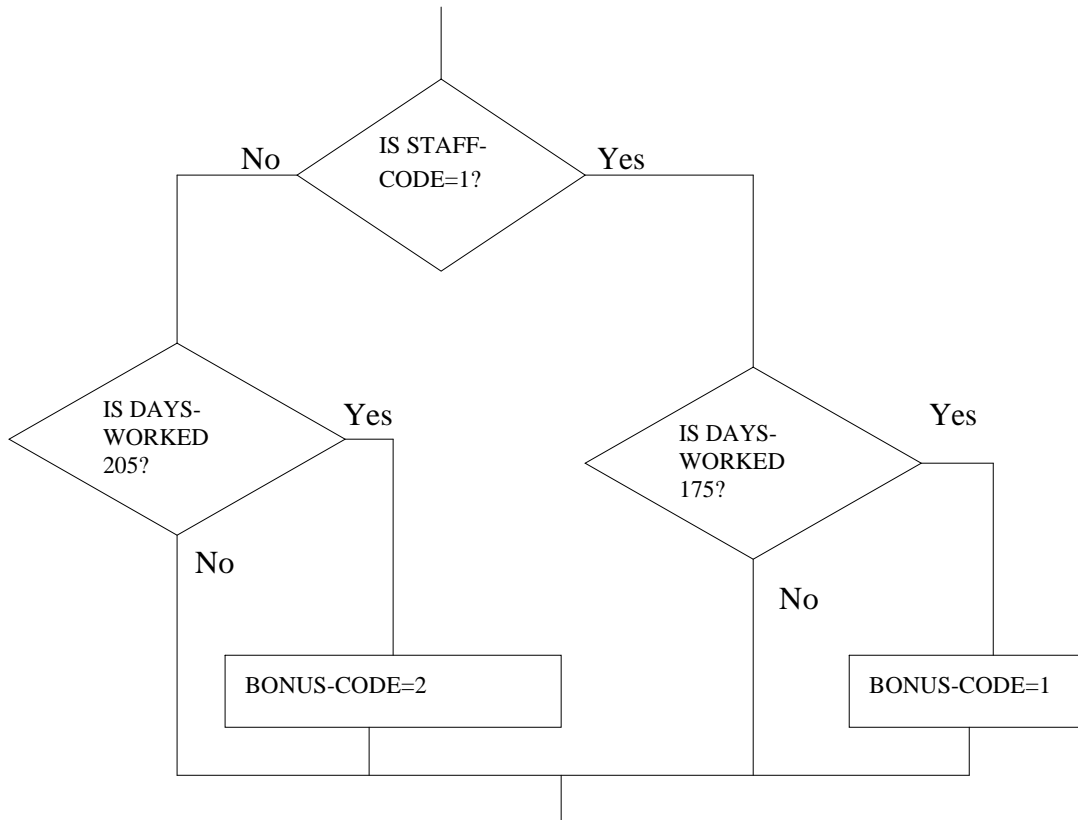 IS STAFF-
CODE=1?
No
Yes
IS DAYS-
WORKED
205?
Yes
No
IS DAYS-
WORKED
175?
Yes
No
BONUS-CODE=2
BONUS-CODE=1